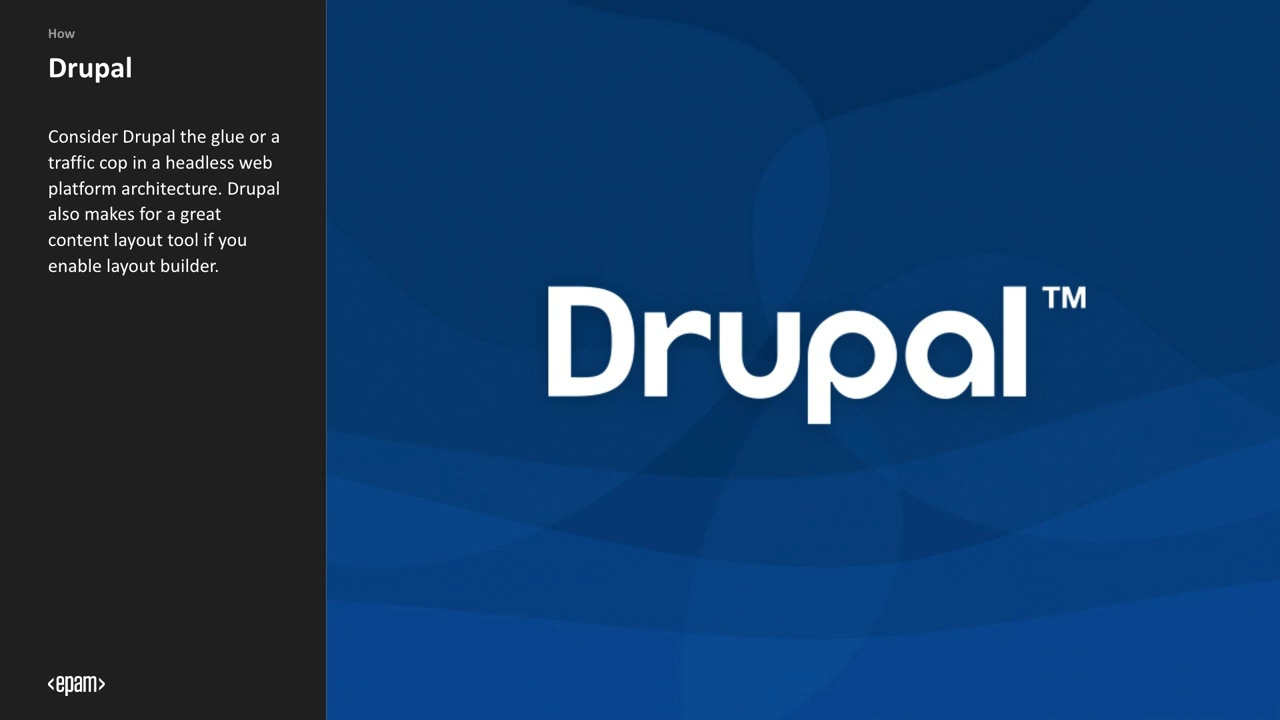 How
Drupal
Consider Drupal the glue or a
traffic cop in a headless web
platform architecture. Drupal
also makes for a great
content layout tool if you
enable layout builder.
Drupal™
<epam>